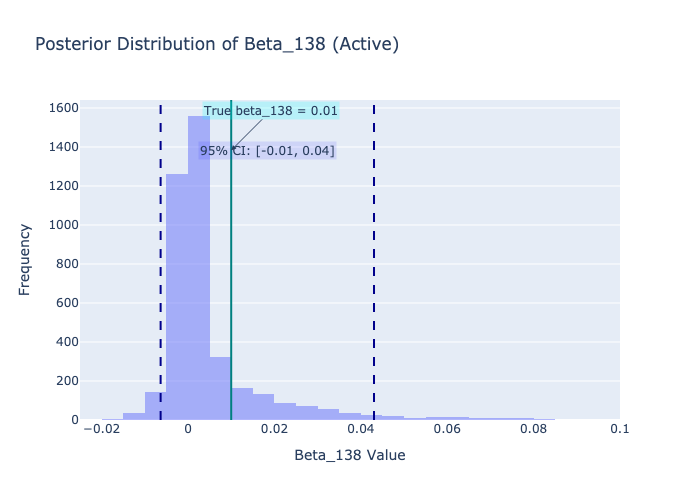 Posterior Distribution of Beta_138 (Active)
True beta_138 = 0.01
95% CI: [-0.01, 0.04]
1600
1400
1200
1000
800
600
400
200
0
Frequency
−0.02 0 0.02 0.04 0.06 0.08 0.1
Beta_138 Value